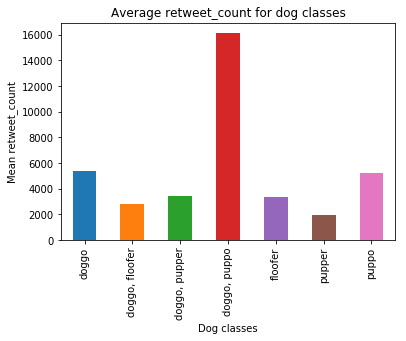 Average retweet_count for dog classes
Mean retweet_count
16000
14000
12000
10000
8000
6000
4000
2000
0
doggo
doggo, floofer
doggo, pupper
doggo, puppo
floofer
pupper
puppo
Dog classes